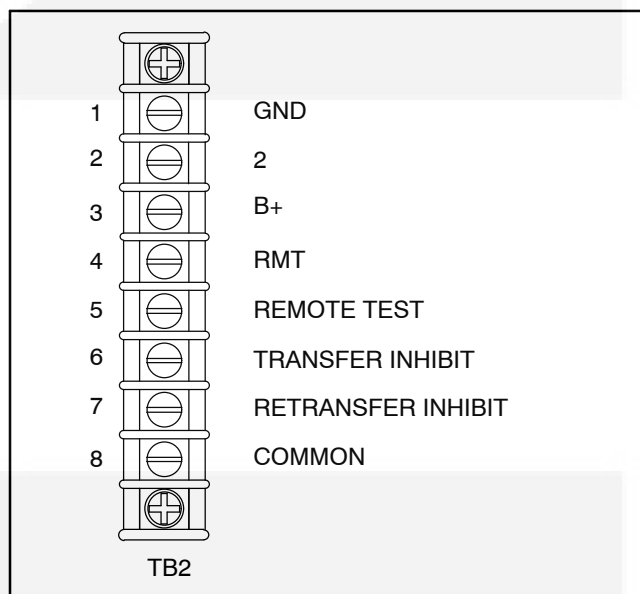 1 GND
2 2
3 B+
4 RMT
5 REMOTE TEST
6 TRANSFER INHIBIT
7 RETRANSFER INHIBIT
8 COMMON
TB2